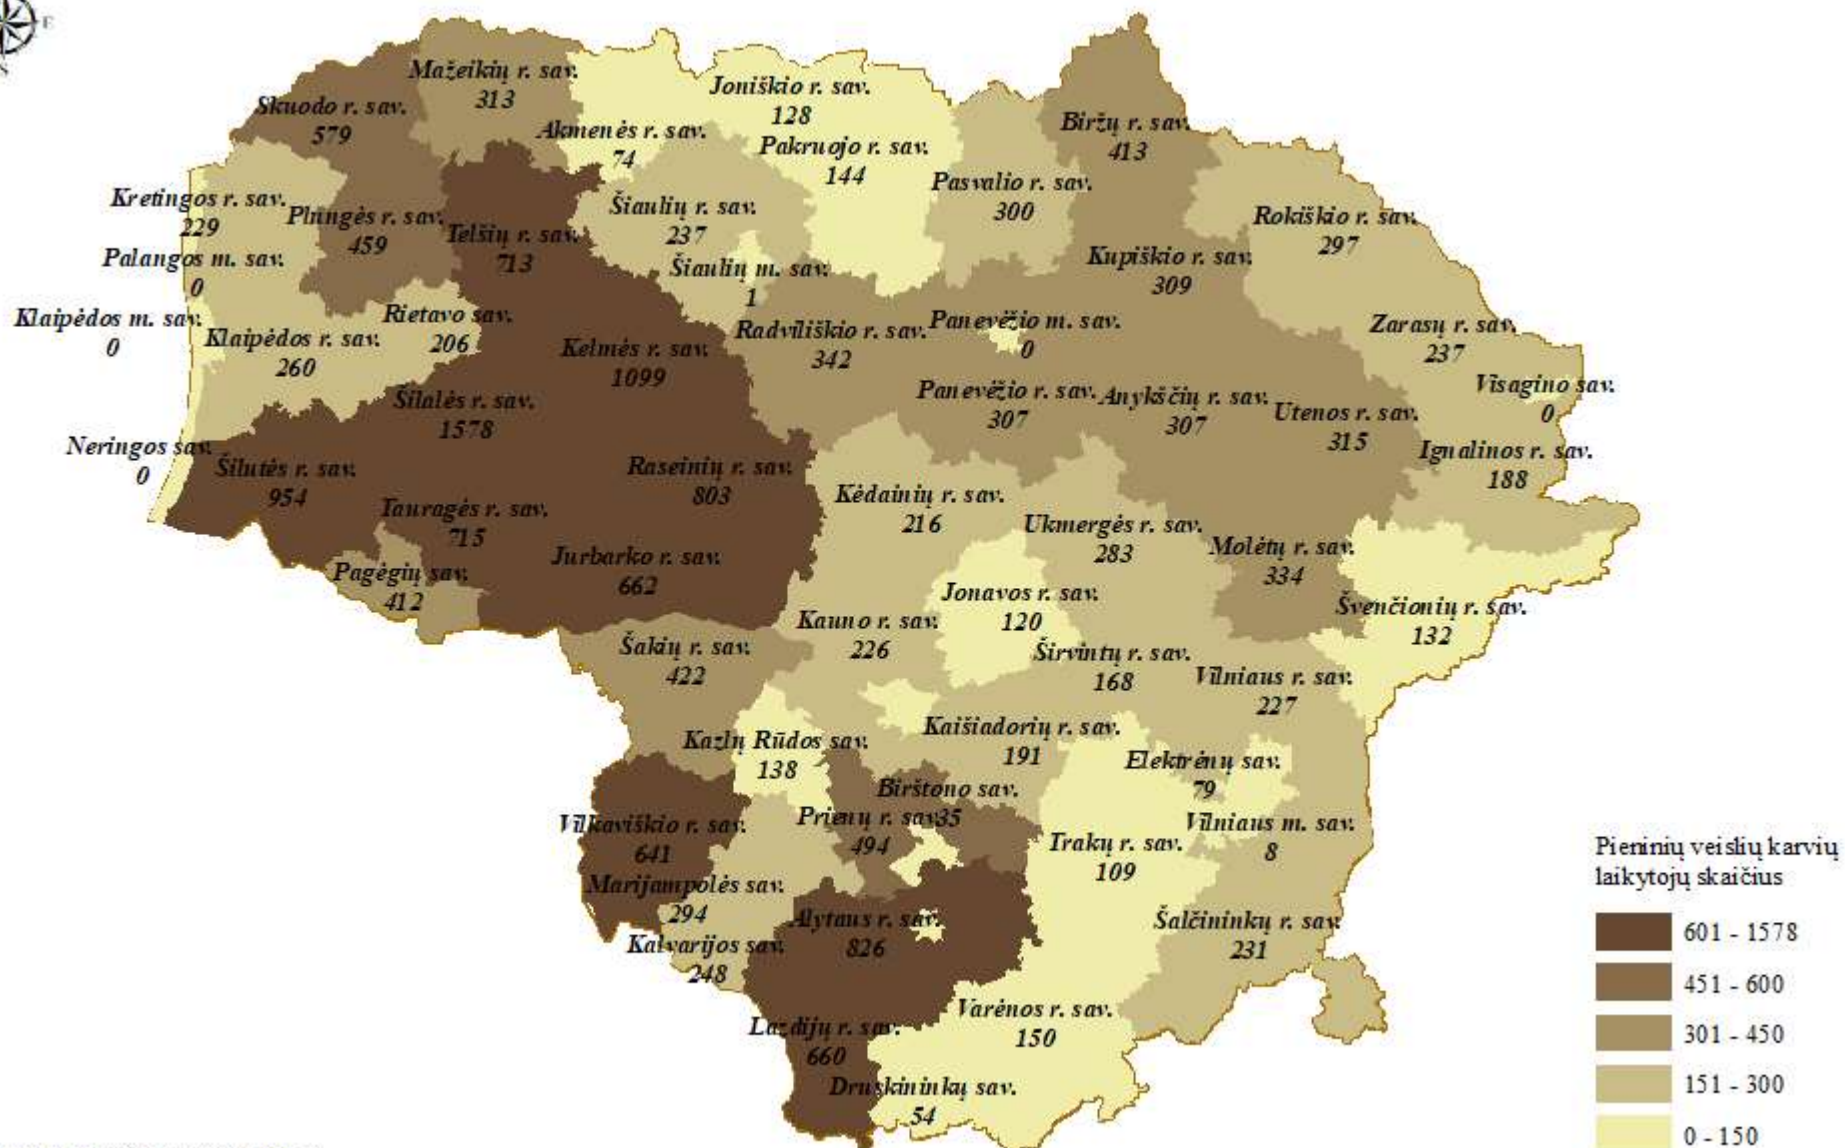 E
Mažeikių r. sav.
313
Skuodo r. sav.
579
Joniškio r. sav.
128
Akmenės r. sav.
74
Pakruojo r. sav.
144
Biržų r. sav.
413
Pasvalio r. sav.
300
Kretingos r. sav.
229
Plungės r. sav.
459
Telšių r. sav.
713
Šiaulių r. sav.
237
Rokiškio r. sav.
297
Palangos m. sav.
0
Šiaulių m. sav.
1
Kupiškio r. sav.
309
Klaipėdos m. sav.
0
Klaipėdos r. sav.
260
Rietavo sav.
206
Kelmės r. sav.
1099
Radviliškio r. sav.
342
Panevėžio m. sav.
0
Zarasų r. sav.
237
Šilalės r. sav.
1578
Panevėžio r. sav.
307
Anykščių r. sav.
307
Utenos r. sav.
315
Visagino sav.
0
Neringos sav.
0
Šilutės r. sav.
954
Raseinių r. sav.
803
Ignalinos r. sav.
188
Tauragės r. sav.
715
Kėdainių r. sav.
216
Ukmergės r. sav.
283
Molėtų r. sav.
334
Pagėgių sav.
412
Jurbarko r. sav.
662
Jonavos r. sav.
120
Švenčionių r. sav.
132
Šakių r. sav.
422
Kauno r. sav.
226
Širvintų r. sav.
168
Vilniaus r. sav.
227
Kazlų Rūdos sav.
138
Kaišiadorių r. sav.
191
Elektrėnų sav.
79
Birštono sav.
35
Vilkaviškio r. sav.
641
Prienų r. sav.
494
Trakų r. sav.
109
Vilniaus m. sav.
8
Marijampolės sav.
294
Alytaus r. sav.
826
Šalčininkų r. sav.
231
Kalvarijos sav.
248
Lazdijų r. sav.
660
Varėnos r. sav.
150
Druskininkų sav.
54
Pieninių veislių karvių
laikytojų skaičius
601 - 1578
451 - 600
301 - 450
151 - 300
0 - 150